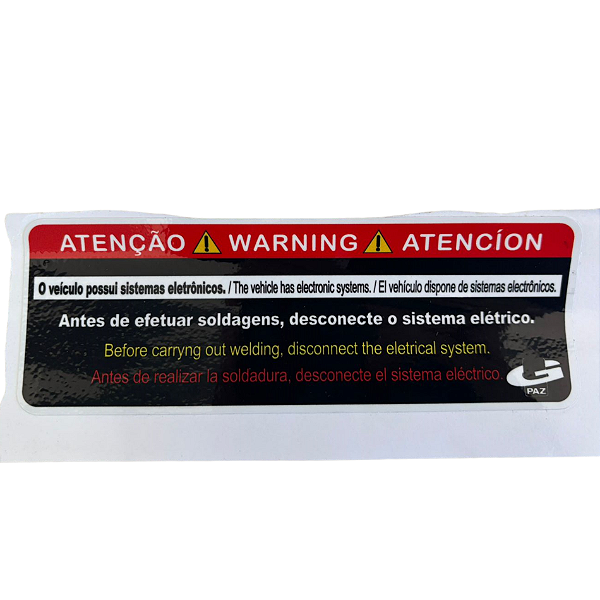 ATENÇÃO WARNING ATENCÍON
O veículo possui sistemas eletrônicos. / The vehicle has electronic systems. / El vehículo dispone de sistemas electrônicos.
Antes de efetuar soldagens, desconecte o sistema elétrico.
Before carryng out welding, disconnect the eletrical system.
Antes de realizar la soldadura, desconecte el sistema eléctrico.
G
PAZ